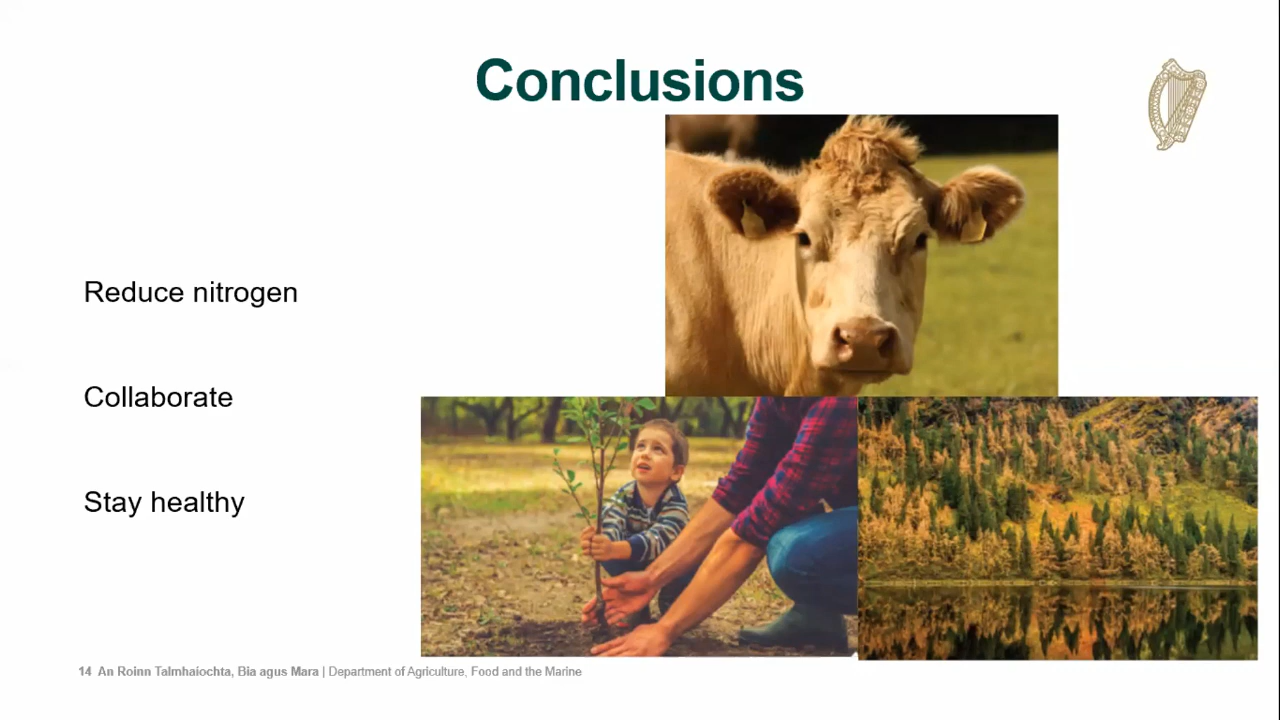 Conclusions
Reduce nitrogen
Collaborate
Stay healthy
14 An Roinn Talmhaíochta, Bia agus Mara | Department of Agriculture, Food and the Marine